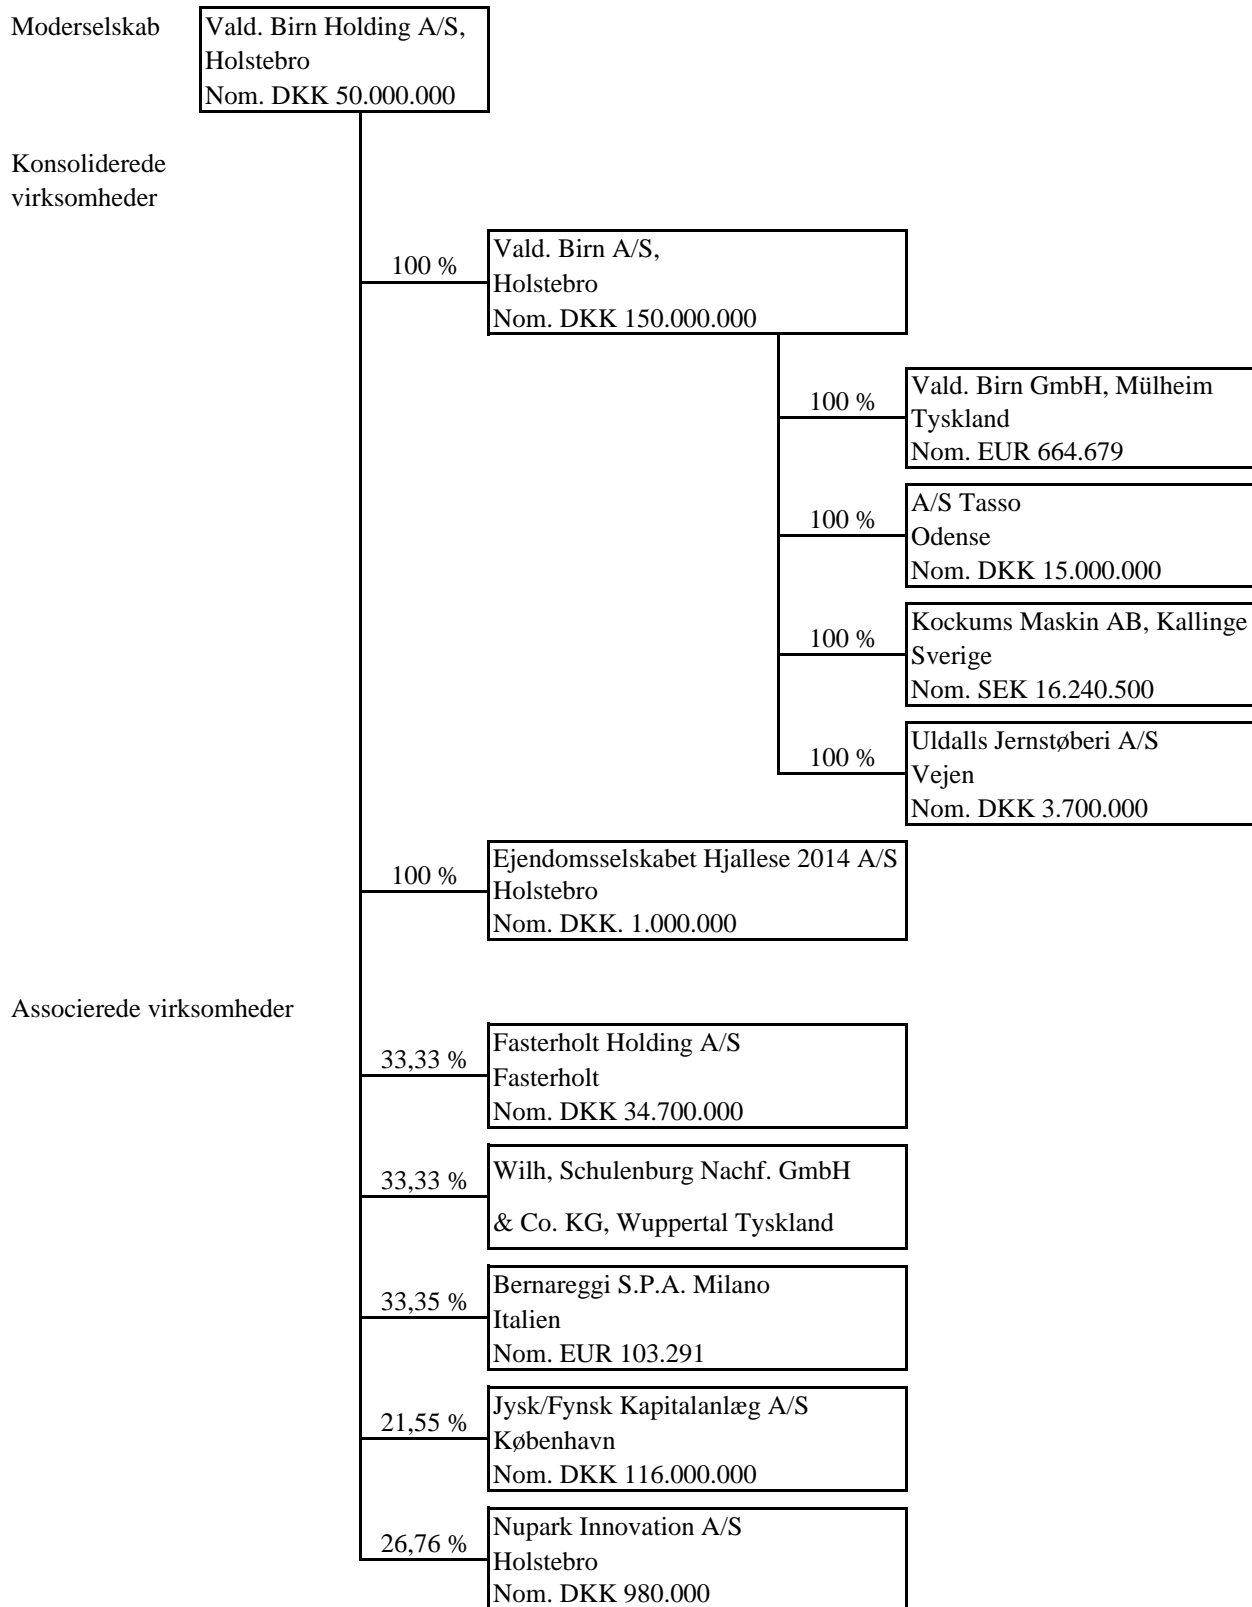 Moderselskab
Vald. Birn Holding A/S,
Holstebro
Nom. DKK 50.000.000
Konsoliderede
virksomheder
100 %
Vald. Birn A/S,
Holstebro
Nom. DKK 150.000.000
100 %
Vald. Birn GmbH, Mülheim
Tyskland
Nom. EUR 664.679
100 %
A/S Tasso
Odense
Nom. DKK 15.000.000
100 %
Kockums Maskin AB, Kallinge
Sverige
Nom. SEK 16.240.500
100 %
Uldalls Jernstøberi A/S
Vejen
Nom. DKK 3.700.000
100 %
Ejendomsselskabet Hjallese 2014 A/S
Holstebro
Nom. DKK. 1.000.000
Associerede virksomheder
33,33 %
Fasterholt Holding A/S
Fasterholt
Nom. DKK 34.700.000
33,33 %
Wilh, Schulenburg Nachf. GmbH
& Co. KG, Wuppertal Tyskland
33,35 %
Bernareggi S.P.A. Milano
Italien
Nom. EUR 103.291
21,55 %
Jysk/Fynsk Kapitalanlæg A/S
København
Nom. DKK 116.000.000
26,76 %
Nupark Innovation A/S
Holstebro
Nom. DKK 980.000